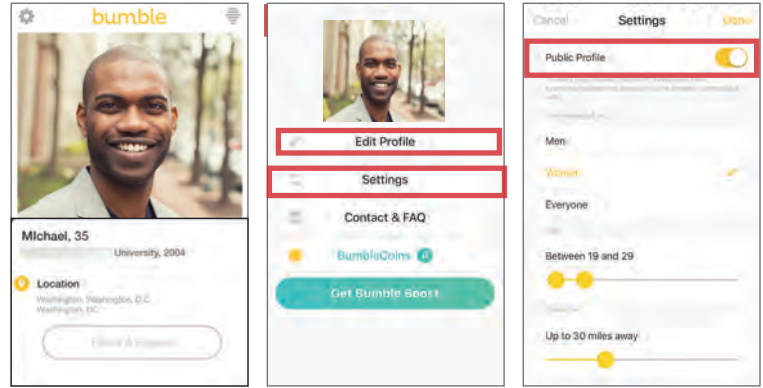 bumble
MIchael, 35
University, 2004
Location
Washington, Washington, D.C.
Washington, DC
Edit Profile
Settings
Contact & FAQ
BumbleCoins
Get Bumble Boost
Cancel Settings Done
Public Profile
Men
Women
Everyone
Between 19 and 29
Up to 30 miles away